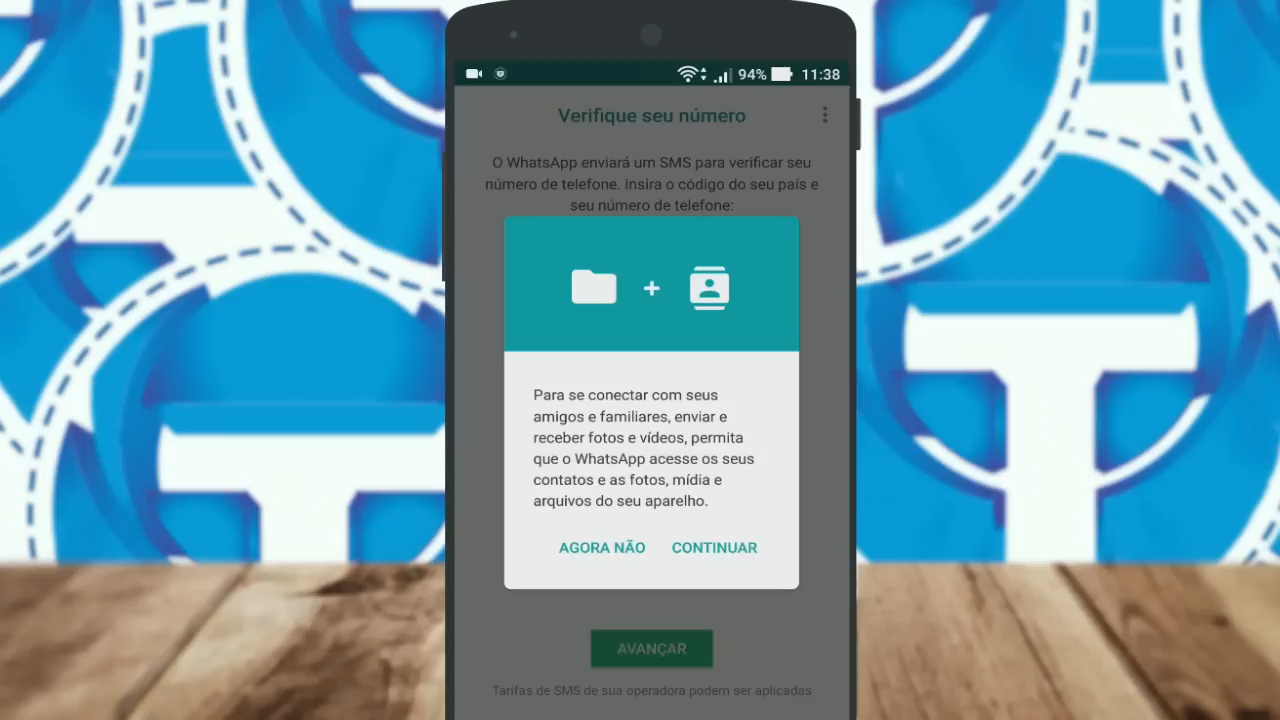 94% 11:38
Verifique seu número
O WhatsApp enviará um SMS para verificar seu
número de telefone. Insira o código do seu país e
seu número de telefone:
Para se conectar com seus
amigos e familiares, enviar e
receber fotos e vídeos, permita
que o WhatsApp acesse os seus
contatos e as fotos, mídia e
arquivos do seu aparelho.
AGORA NÃO CONTINUAR
AVANÇAR
Tarifas de SMS de sua operadora podem ser aplicadas